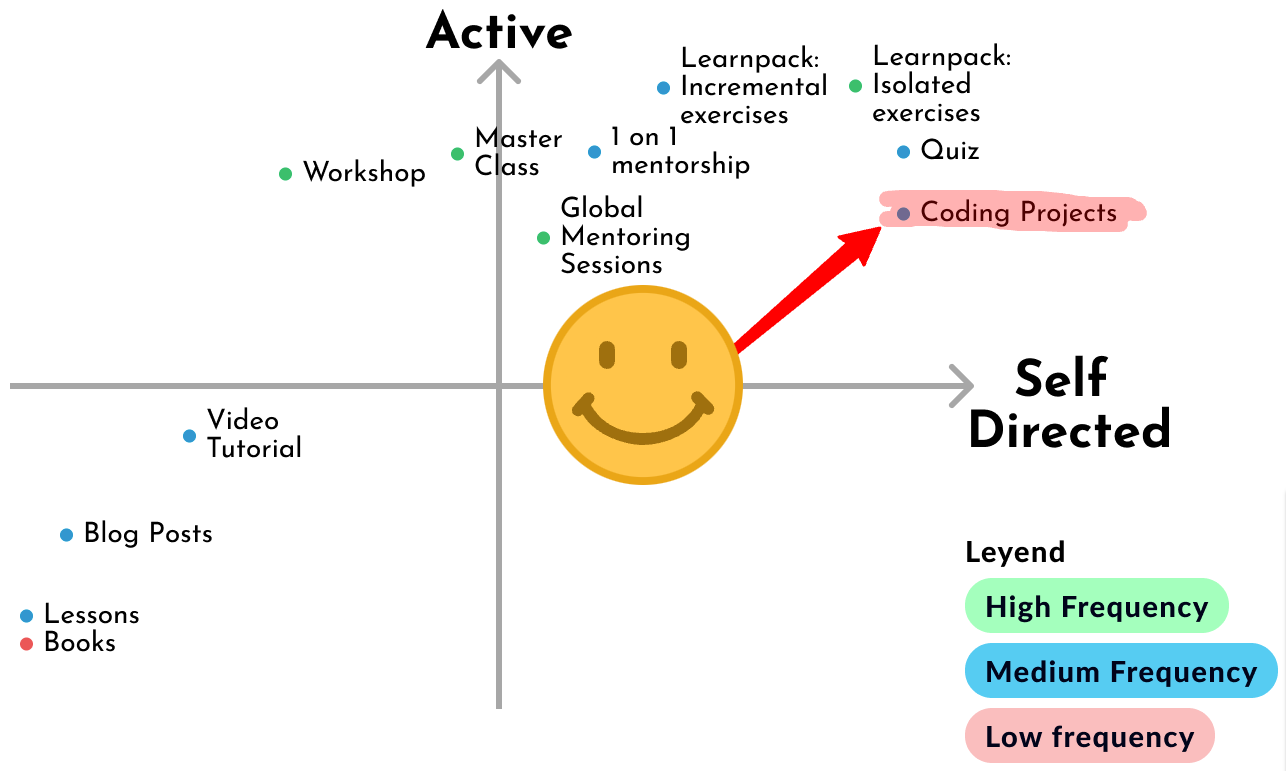 Active
Learnpack:
Incremental
exercises
Learnpack:
Isolated
exercises
Master
Class
1 on 1
mentorship
Quiz
Workshop
Global
Mentoring
Sessions
Coding Projects
Self
Directed
Video
Tutorial
Blog Posts
Lessons
Books
Leyend
High Frequency
Medium Frequency
Low frequency